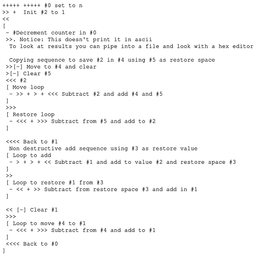 +++++ +++++ #0 set to n
>> +  Init #2 to 1
<<
[
 - #Decrement counter in #0
 >>. Notice: This doesn't print it in ascii
  To look at results you can pipe into a file and look with a hex editor

  Copying sequence to save #2 in #4 using #5 as restore space
 >>[-] Move to #4 and clear
 >[-] Clear #5
 <<< #2
 [ Move loop
  - >> + > + <<< Subtract #2 and add #4 and #5
 ]
 >>>
 [ Restore loop
  - <<< + >>> Subtract from #5 and add to #2
 ]

 <<<< Back to #1
  Non destructive add sequence using #3 as restore value
 [ Loop to add
  - > + > + << Subtract #1 and add to value #2 and restore space #3
 ]
 >>
 [ Loop to restore #1 from #3
  - << + >> Subtract from restore space #3 and add in #1
 ]

 << [-] Clear #1
 >>>
 [ Loop to move #4 to #1
  - <<< + >>> Subtract from #4 and add to #1
 ]
 <<<< Back to #0
]